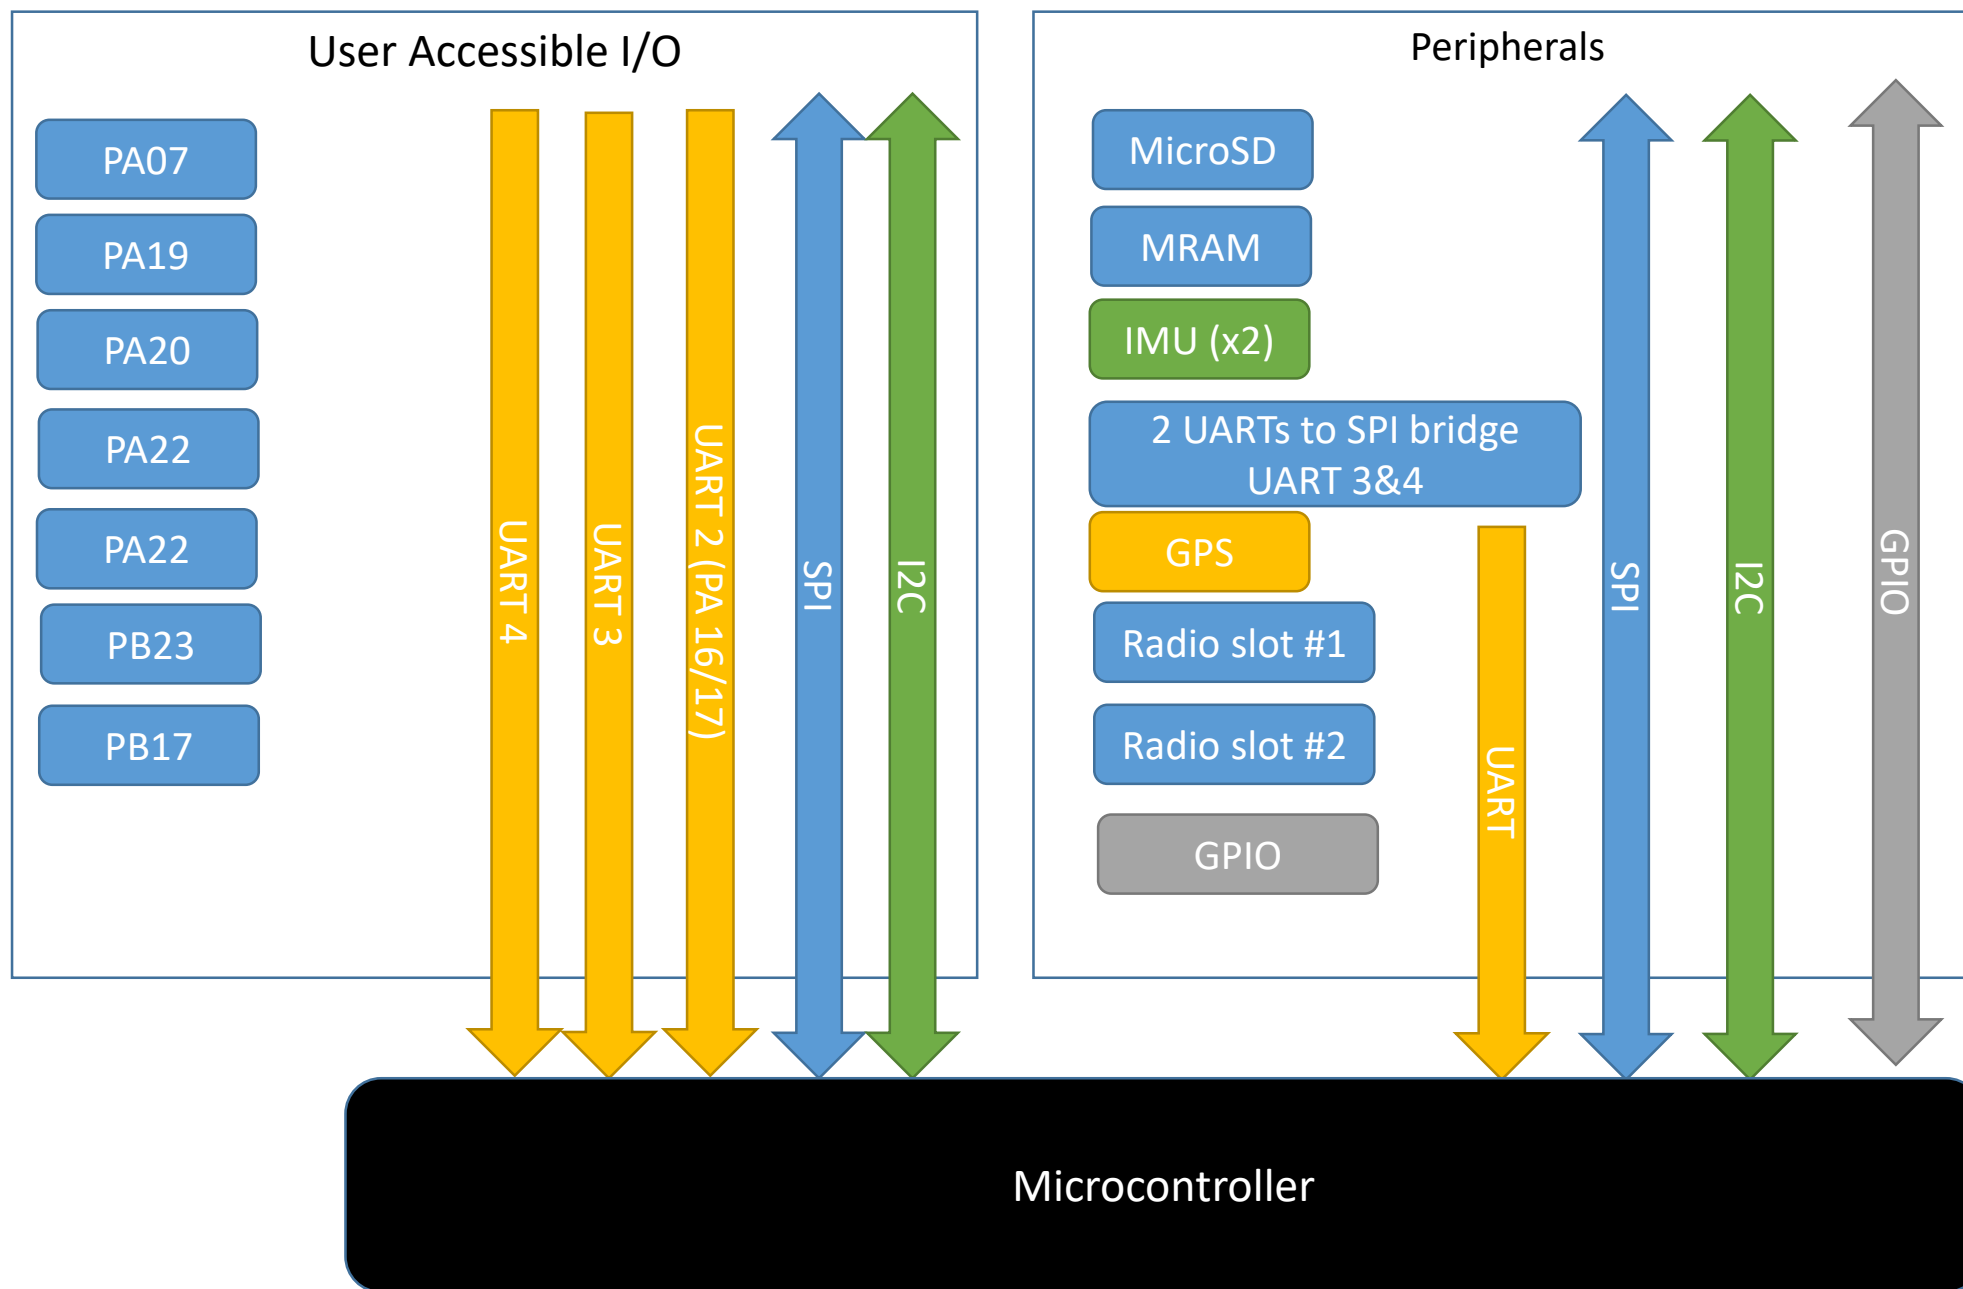 User Accessible I/O
PA07
PA19
PA20
PA22
PA22
PB23
PB17
UART 4
UART 3
UART 2 (PA 16/17)
SPI
I2C
Peripherals
MicroSD
MRAM
IMU (x2)
2 UARTs to SPI bridge
UART 3&4
GPS
Radio slot #1
Radio slot #2
GPIO
UART
SPI
I2C
GPIO
Microcontroller